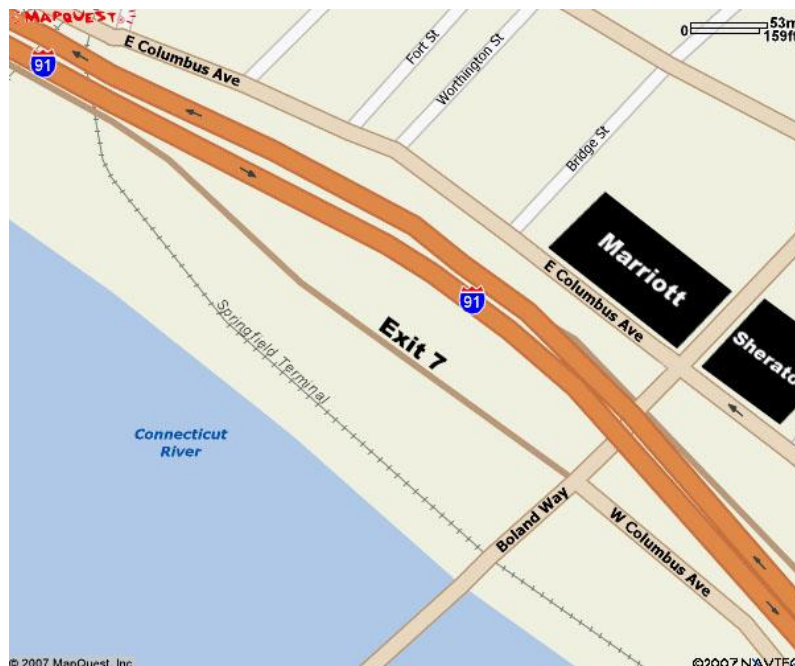 MAPQUEST
E Columbus Ave
91
Fort St
Worthington St
53m
159ft
0
Bridge St
Marriott
E Columbus Ave
91
Sherato
Exit 7
Springfield Terminal
Connecticut
River
Boland Way
W Columbus Ave
© 2007 MapQuest, Inc.
©2007 NAVTEQ